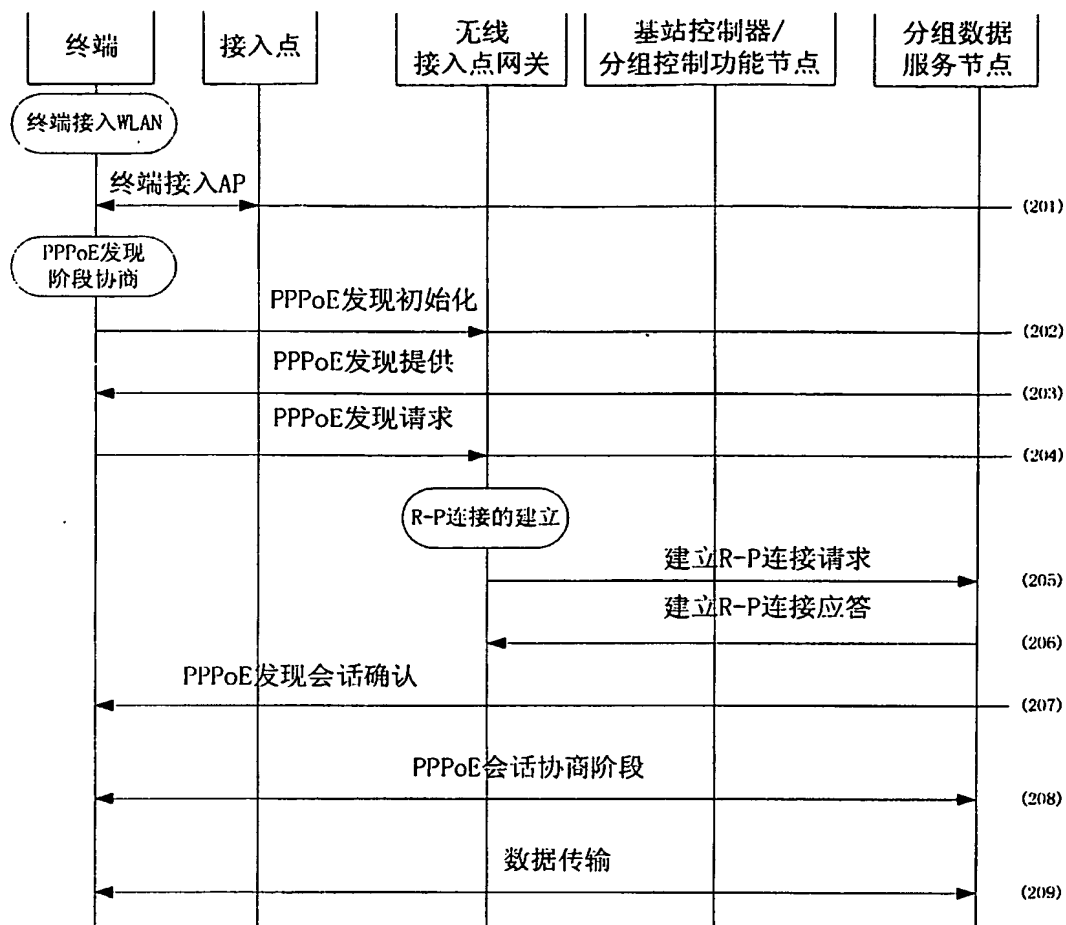 终端
接入点
无线
接入点网关
基站控制器/
分组控制功能节点
分组数据
服务节点
终端接入WLAN
终端接入AP
(201)
PPPoE发现
阶段协商
PPPoE发现初始化
(202)
PPPoE发现提供
(203)
PPPoE发现请求
(204)
R-P连接的建立
建立R-P连接请求
(205)
建立R-P连接应答
(206)
PPPoE发现会话确认
(207)
PPPoE会话协商阶段
(208)
数据传输
(209)